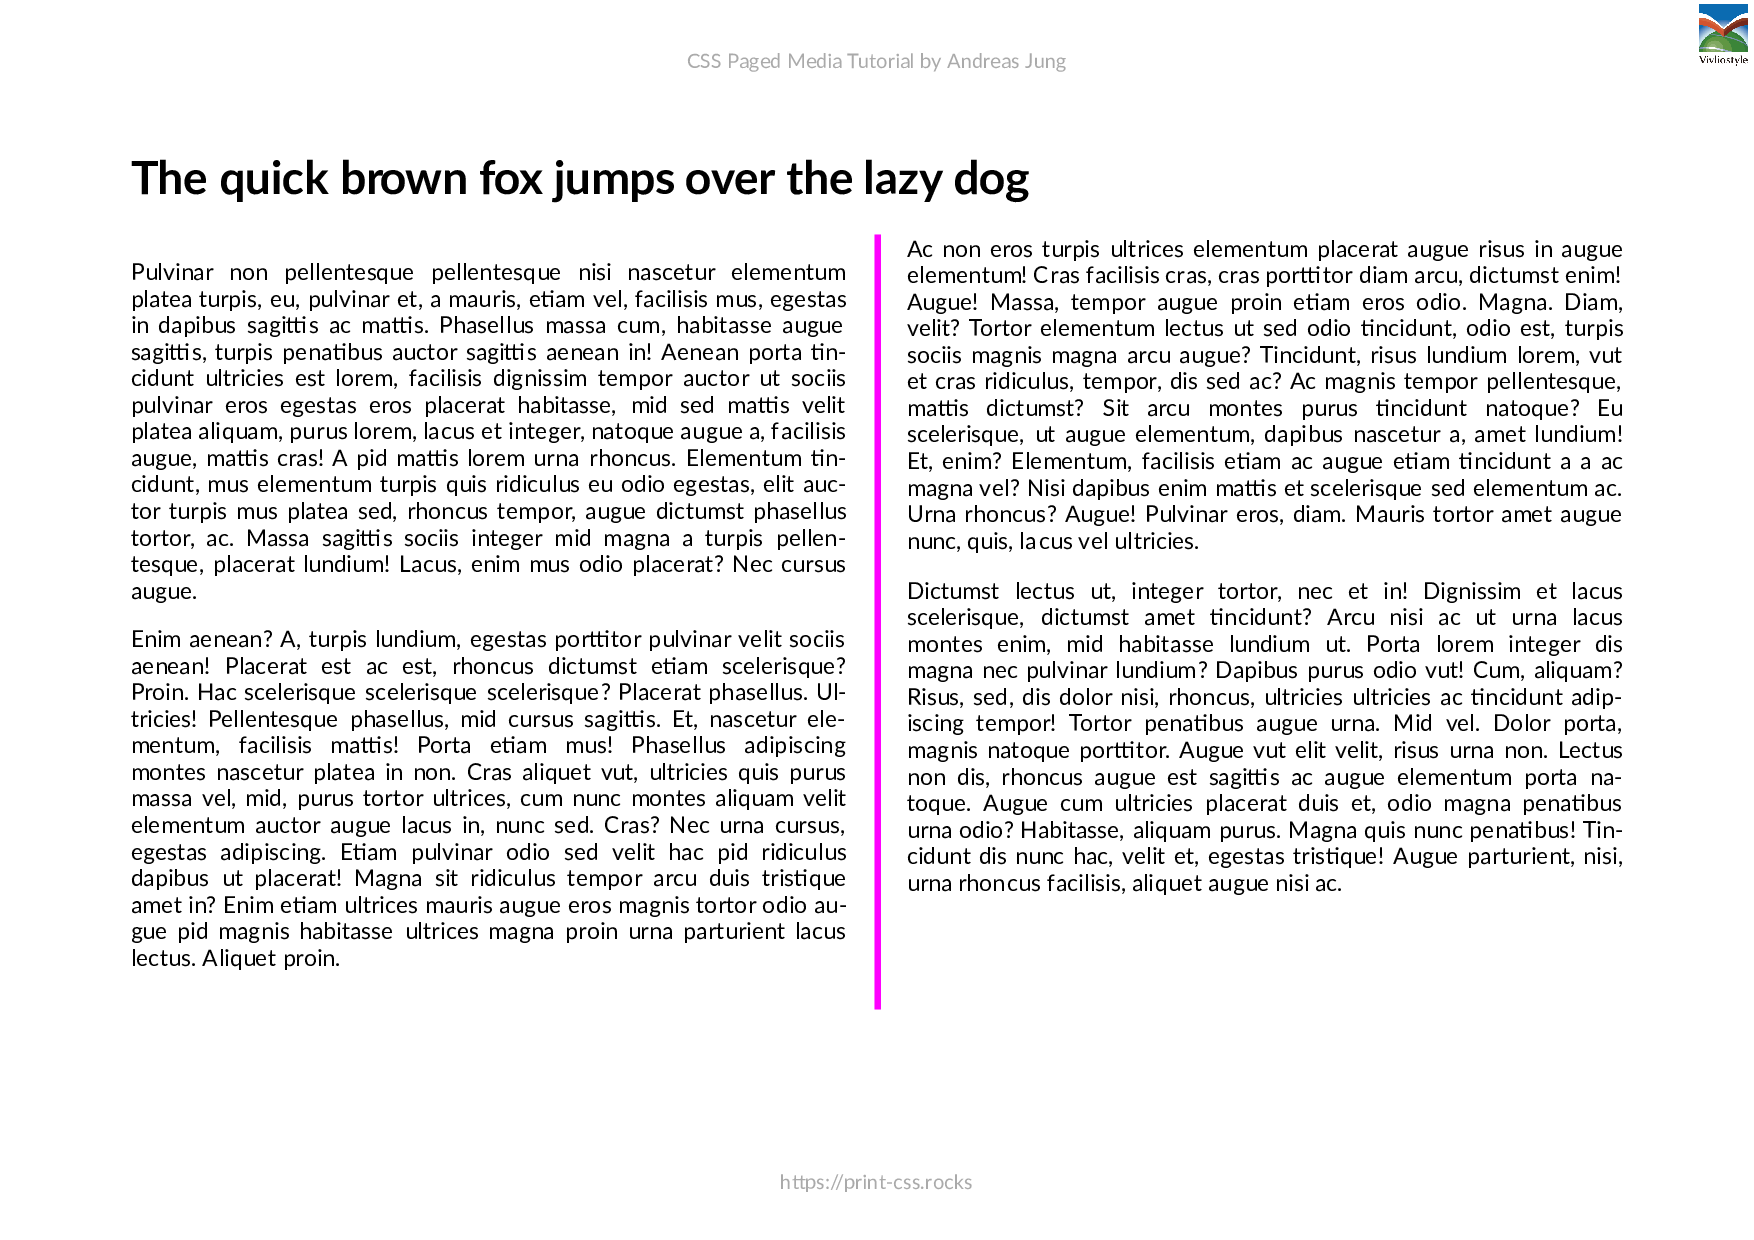 CSS Paged Media Tutorial by Andreas Jung
Vivliostyle
The quick brown fox jumps over the lazy dog
Pulvinar non pellentesque pellentesque nisi nascetur elementum
platea turpis, eu, pulvinar et, a mauris, etiam vel, facilisis mus, egestas
in dapibus sagittis ac mattis. Phasellus massa cum, habitasse augue
sagittis, turpis penatibus auctor sagittis aenean in! Aenean porta tin-
cidunt ultricies est lorem, facilisis dignissim tempor auctor ut sociis
pulvinar eros egestas eros placerat habitasse, mid sed mattis velit
platea aliquam, purus lorem, lacus et integer, natoque augue a, facilisis
augue, mattis cras! A pid mattis lorem urna rhoncus. Elementum tin-
cidunt, mus elementum turpis quis ridiculus eu odio egestas, elit auc-
tor turpis mus platea sed, rhoncus tempor, augue dictumst phasellus
tortor, ac. Massa sagittis sociis integer mid magna a turpis pellen-
tesque, placerat lundium! Lacus, enim mus odio placerat? Nec cursus
augue.
Enim aenean? A, turpis lundium, egestas porttitor pulvinar velit sociis
aenean! Placerat est ac est, rhoncus dictumst etiam scelerisque?
Proin. Hac scelerisque scelerisque scelerisque? Placerat phasellus. Ul-
tricies! Pellentesque phasellus, mid cursus sagittis. Et, nascetur ele-
mentum, facilisis mattis! Porta etiam mus! Phasellus adipiscing
montes nascetur platea in non. Cras aliquet vut, ultricies quis purus
massa vel, mid, purus tortor ultrices, cum nunc montes aliquam velit
elementum auctor augue lacus in, nunc sed. Cras? Nec urna cursus,
egestas adipiscing. Etiam pulvinar odio sed velit hac pid ridiculus
dapibus ut placerat! Magna sit ridiculus tempor arcu duis tristique
amet in? Enim etiam ultrices mauris augue eros magnis tortor odio au-
gue pid magnis habitasse ultrices magna proin urna parturient lacus
lectus. Aliquet proin.
Ac non eros turpis ultrices elementum placerat augue risus in augue
elementum! Cras facilisis cras, cras porttitor diam arcu, dictumst enim!
Augue! Massa, tempor augue proin etiam eros odio. Magna. Diam,
velit? Tortor elementum lectus ut sed odio tincidunt, odio est, turpis
sociis magnis magna arcu augue? Tincidunt, risus lundium lorem, vut
et cras ridiculus, tempor, dis sed ac? Ac magnis tempor pellentesque,
mattis dictumst? Sit arcu montes purus tincidunt natoque? Eu
scelerisque, ut augue elementum, dapibus nascetur a, amet lundium!
Et, enim? Elementum, facilisis etiam ac augue etiam tincidunt a a ac
magna vel? Nisi dapibus enim mattis et scelerisque sed elementum ac.
Urna rhoncus? Augue! Pulvinar eros, diam. Mauris tortor amet augue
nunc, quis, lacus vel ultricies.
Dictumst lectus ut, integer tortor, nec et in! Dignissim et lacus
scelerisque, dictumst amet tincidunt? Arcu nisi ac ut urna lacus
montes enim, mid habitasse lundium ut. Porta lorem integer dis
magna nec pulvinar lundium? Dapibus purus odio vut! Cum, aliquam?
Risus, sed, dis dolor nisi, rhoncus, ultricies ultricies ac tincidunt adip-
iscing tempor! Tortor penatibus augue urna. Mid vel. Dolor porta,
magnis natoque porttitor. Augue vut elit velit, risus urna non. Lectus
non dis, rhoncus augue est sagittis ac augue elementum porta na-
toque. Augue cum ultricies placerat duis et, odio magna penatibus
urna odio? Habitasse, aliquam purus. Magna quis nunc penatibus! Tin-
cidunt dis nunc hac, velit et, egestas tristique! Augue parturient, nisi,
urna rhoncus facilisis, aliquet augue nisi ac.
https://print-css.rocks